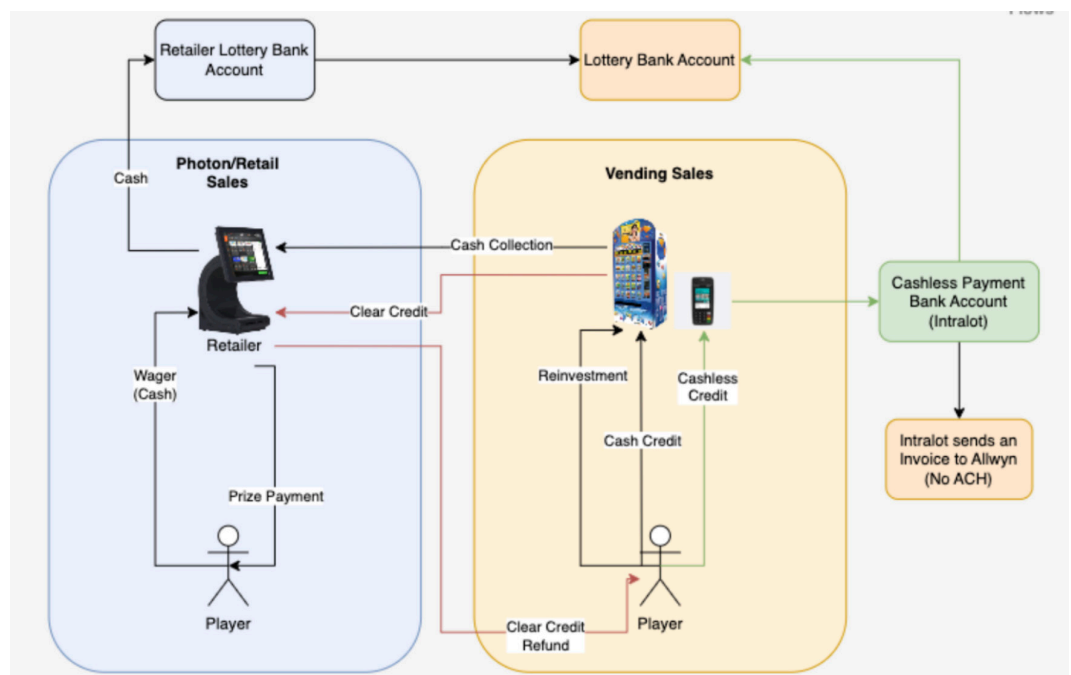 Flows
Retailer Lottery Bank
Account
Lottery Bank Account
Photon/Retail
Sales
Vending Sales
Cash
Cash Collection
Clear Credit
Retailer
Cashless Payment
Bank Account
(Intralot)
Wager
(Cash)
Reinvestment
Cashless
Credit
Cash Credit
Intralot sends an
Invoice to Allwyn
(No ACH)
Prize Payment
Player
Clear Credit
Refund
Player